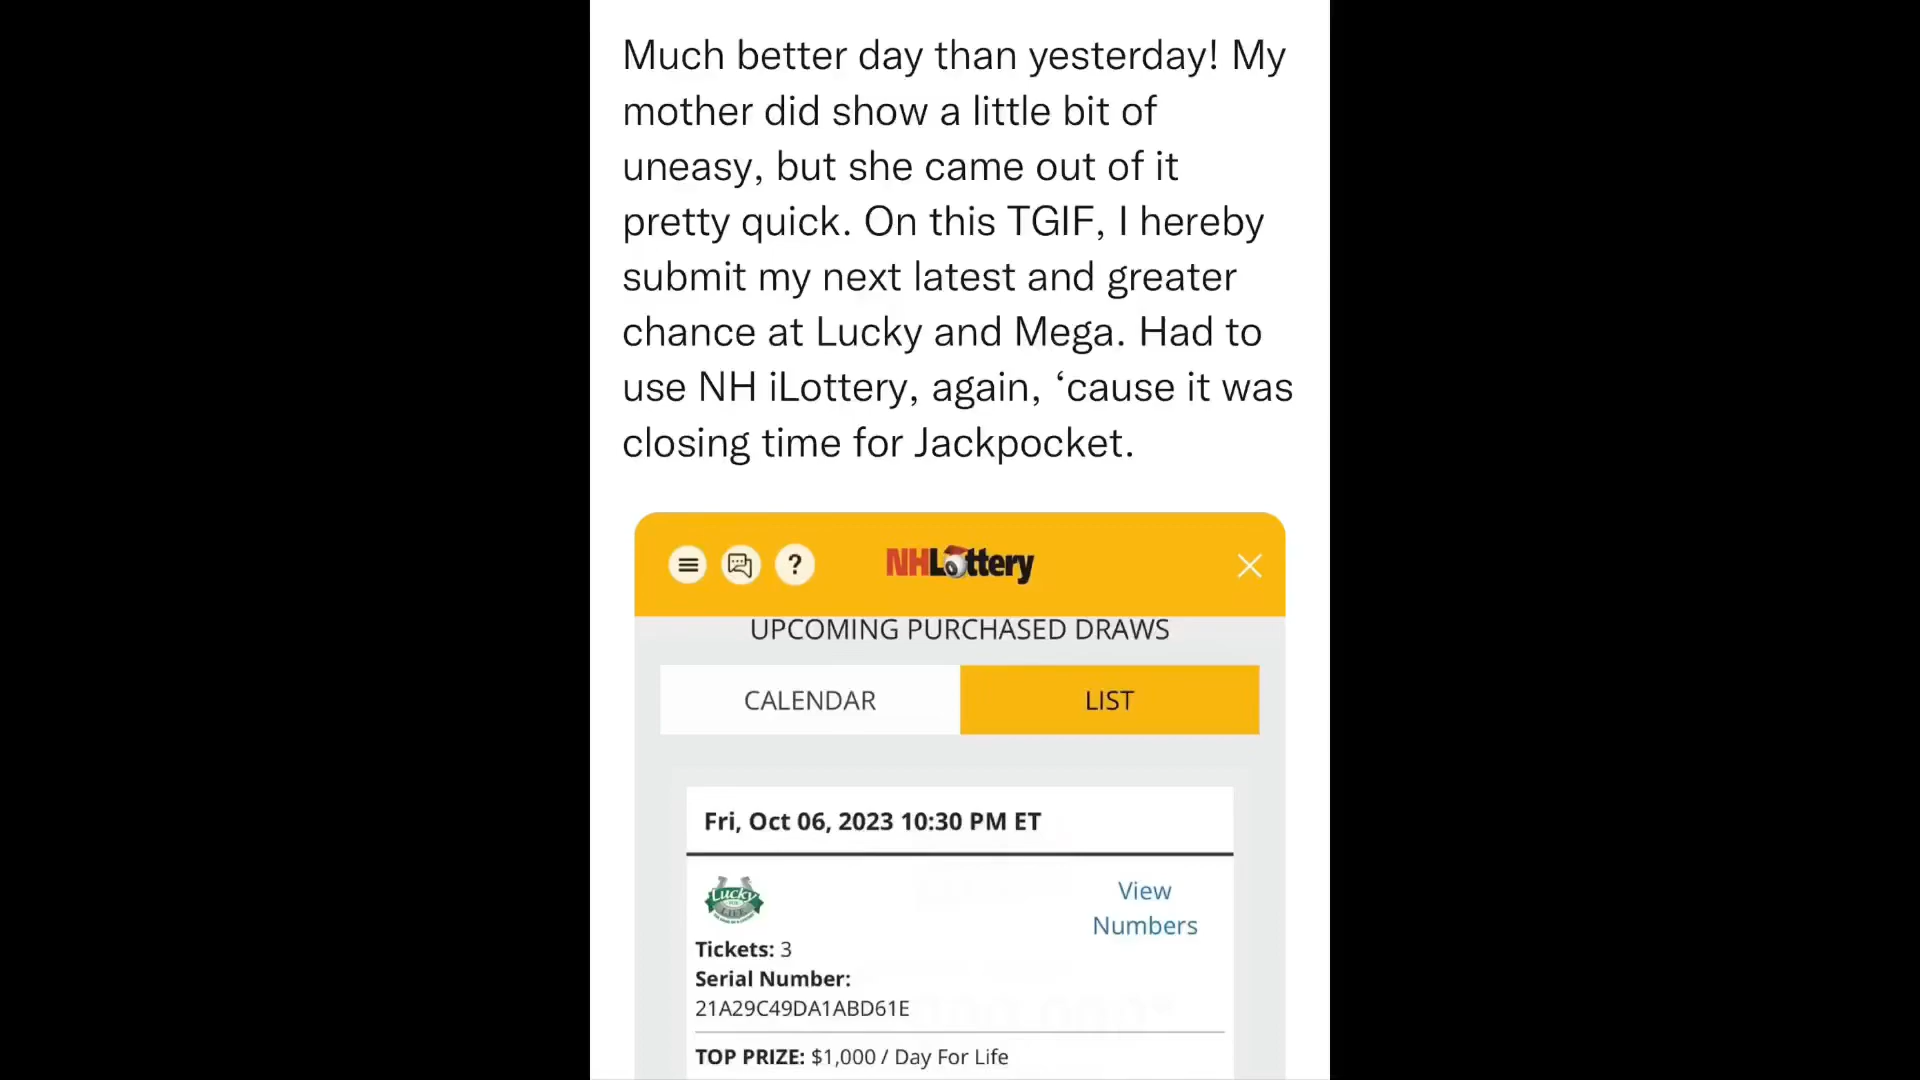 Much better day than yesterday! My
mother did show a little bit of
uneasy, but she came out of it
pretty quick. On this TGIF, I hereby
submit my next latest and greater
chance at Lucky and Mega. Had to
use NH iLottery, again, ‘cause it was
closing time for Jackpocket.
?
NHLottery
UPCOMING PURCHASED DRAWS
CALENDAR
LIST
Fri, Oct 06, 2023 10:30 PM ET
Lucky
FOR
LIFE
View
Numbers
Tickets: 3
Serial Number:
21A29C49DA1ABD61E
TOP PRIZE: $1,000 / Day For Life